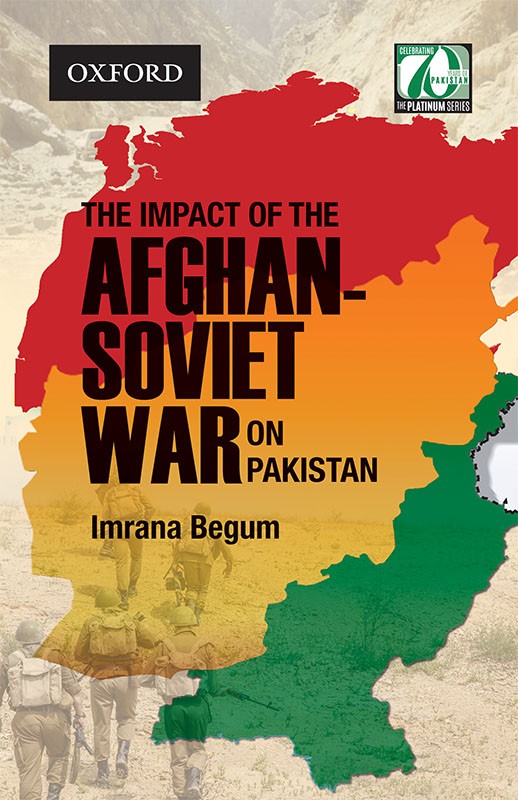 OXFORD
CELEBRATING
70
YEARS OF
PAKISTAN
THE PLATINUM SERIES
THE IMPACT OF THE
AFGHAN-
SOVIET
WAR ON
PAKISTAN
Imrana Begum